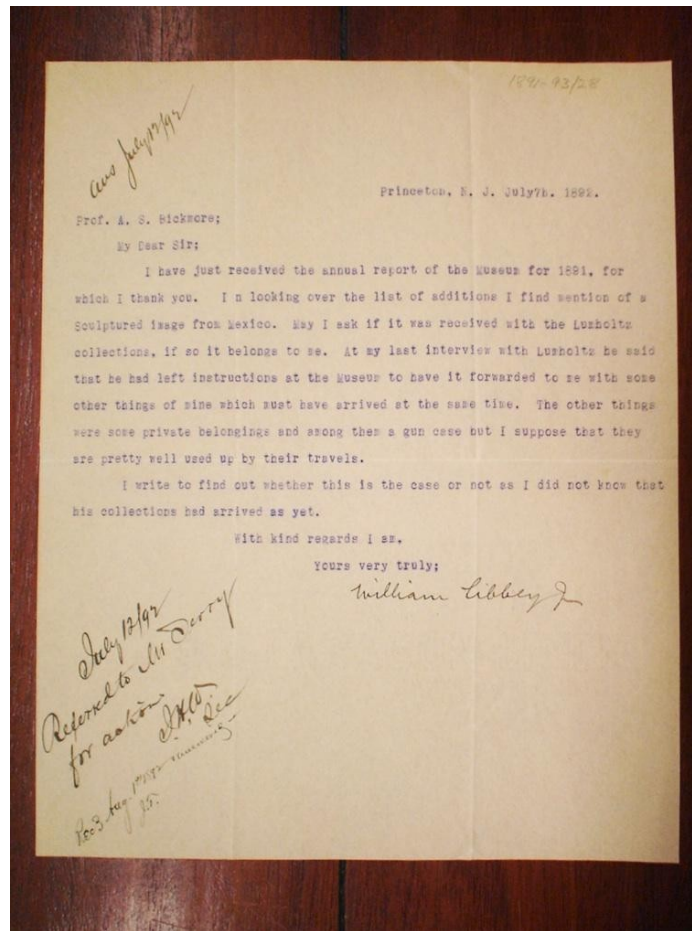 1891-93/28
ans July 12/92
Princeton, N. J. July7h. 1892.
Prof. A. S. Bickmore;
My Dear Sir;
I have just received the annual report of the Museum for 1891, for
which I thank you. I n looking over the list of additions I find mention of a
Sculptured image from Mexico. May I ask if it was received with the Lumholtz
collections, if so it belongs to me. At my last interview with Lumholtz he said
that he had left instructions at the Museum to have it forwarded to me with some
other things of mine which must have arrived at the same time. The other things
were some private belongings and among them a gun case but I suppose that they
are pretty well used up by their travels.
I write to find out whether this is the case or not as I did not know that
his collections had arrived as yet.
With kind regards I am,
Yours very truly;
William Libbey Jr
July 12/92
Referred to Mr Terry
for action.
J.H.W.
Sec
Aug.
J.T.